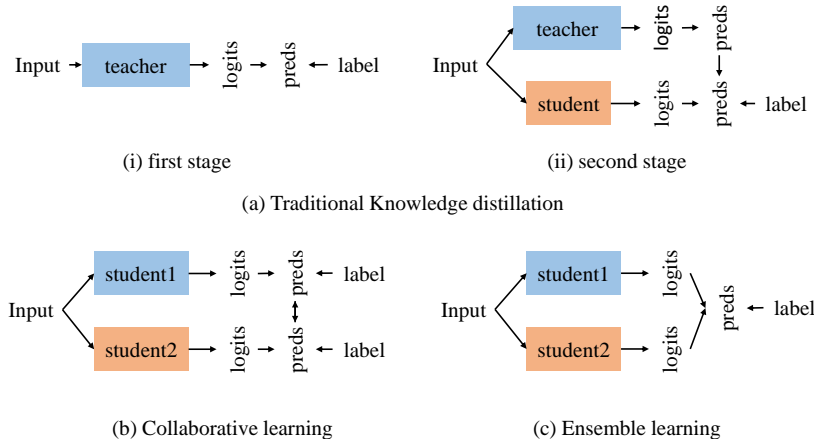 Input
teacher
logits
preds
label
(i) first stage
Input
teacher
logits
preds
student
logits
preds
label
(ii) second stage
(a) Traditional Knowledge distillation
Input
student1
logits
preds
label
student2
logits
preds
label
(b) Collaborative learning
Input
student1
logits
student2
logits
preds
label
(c) Ensemble learning